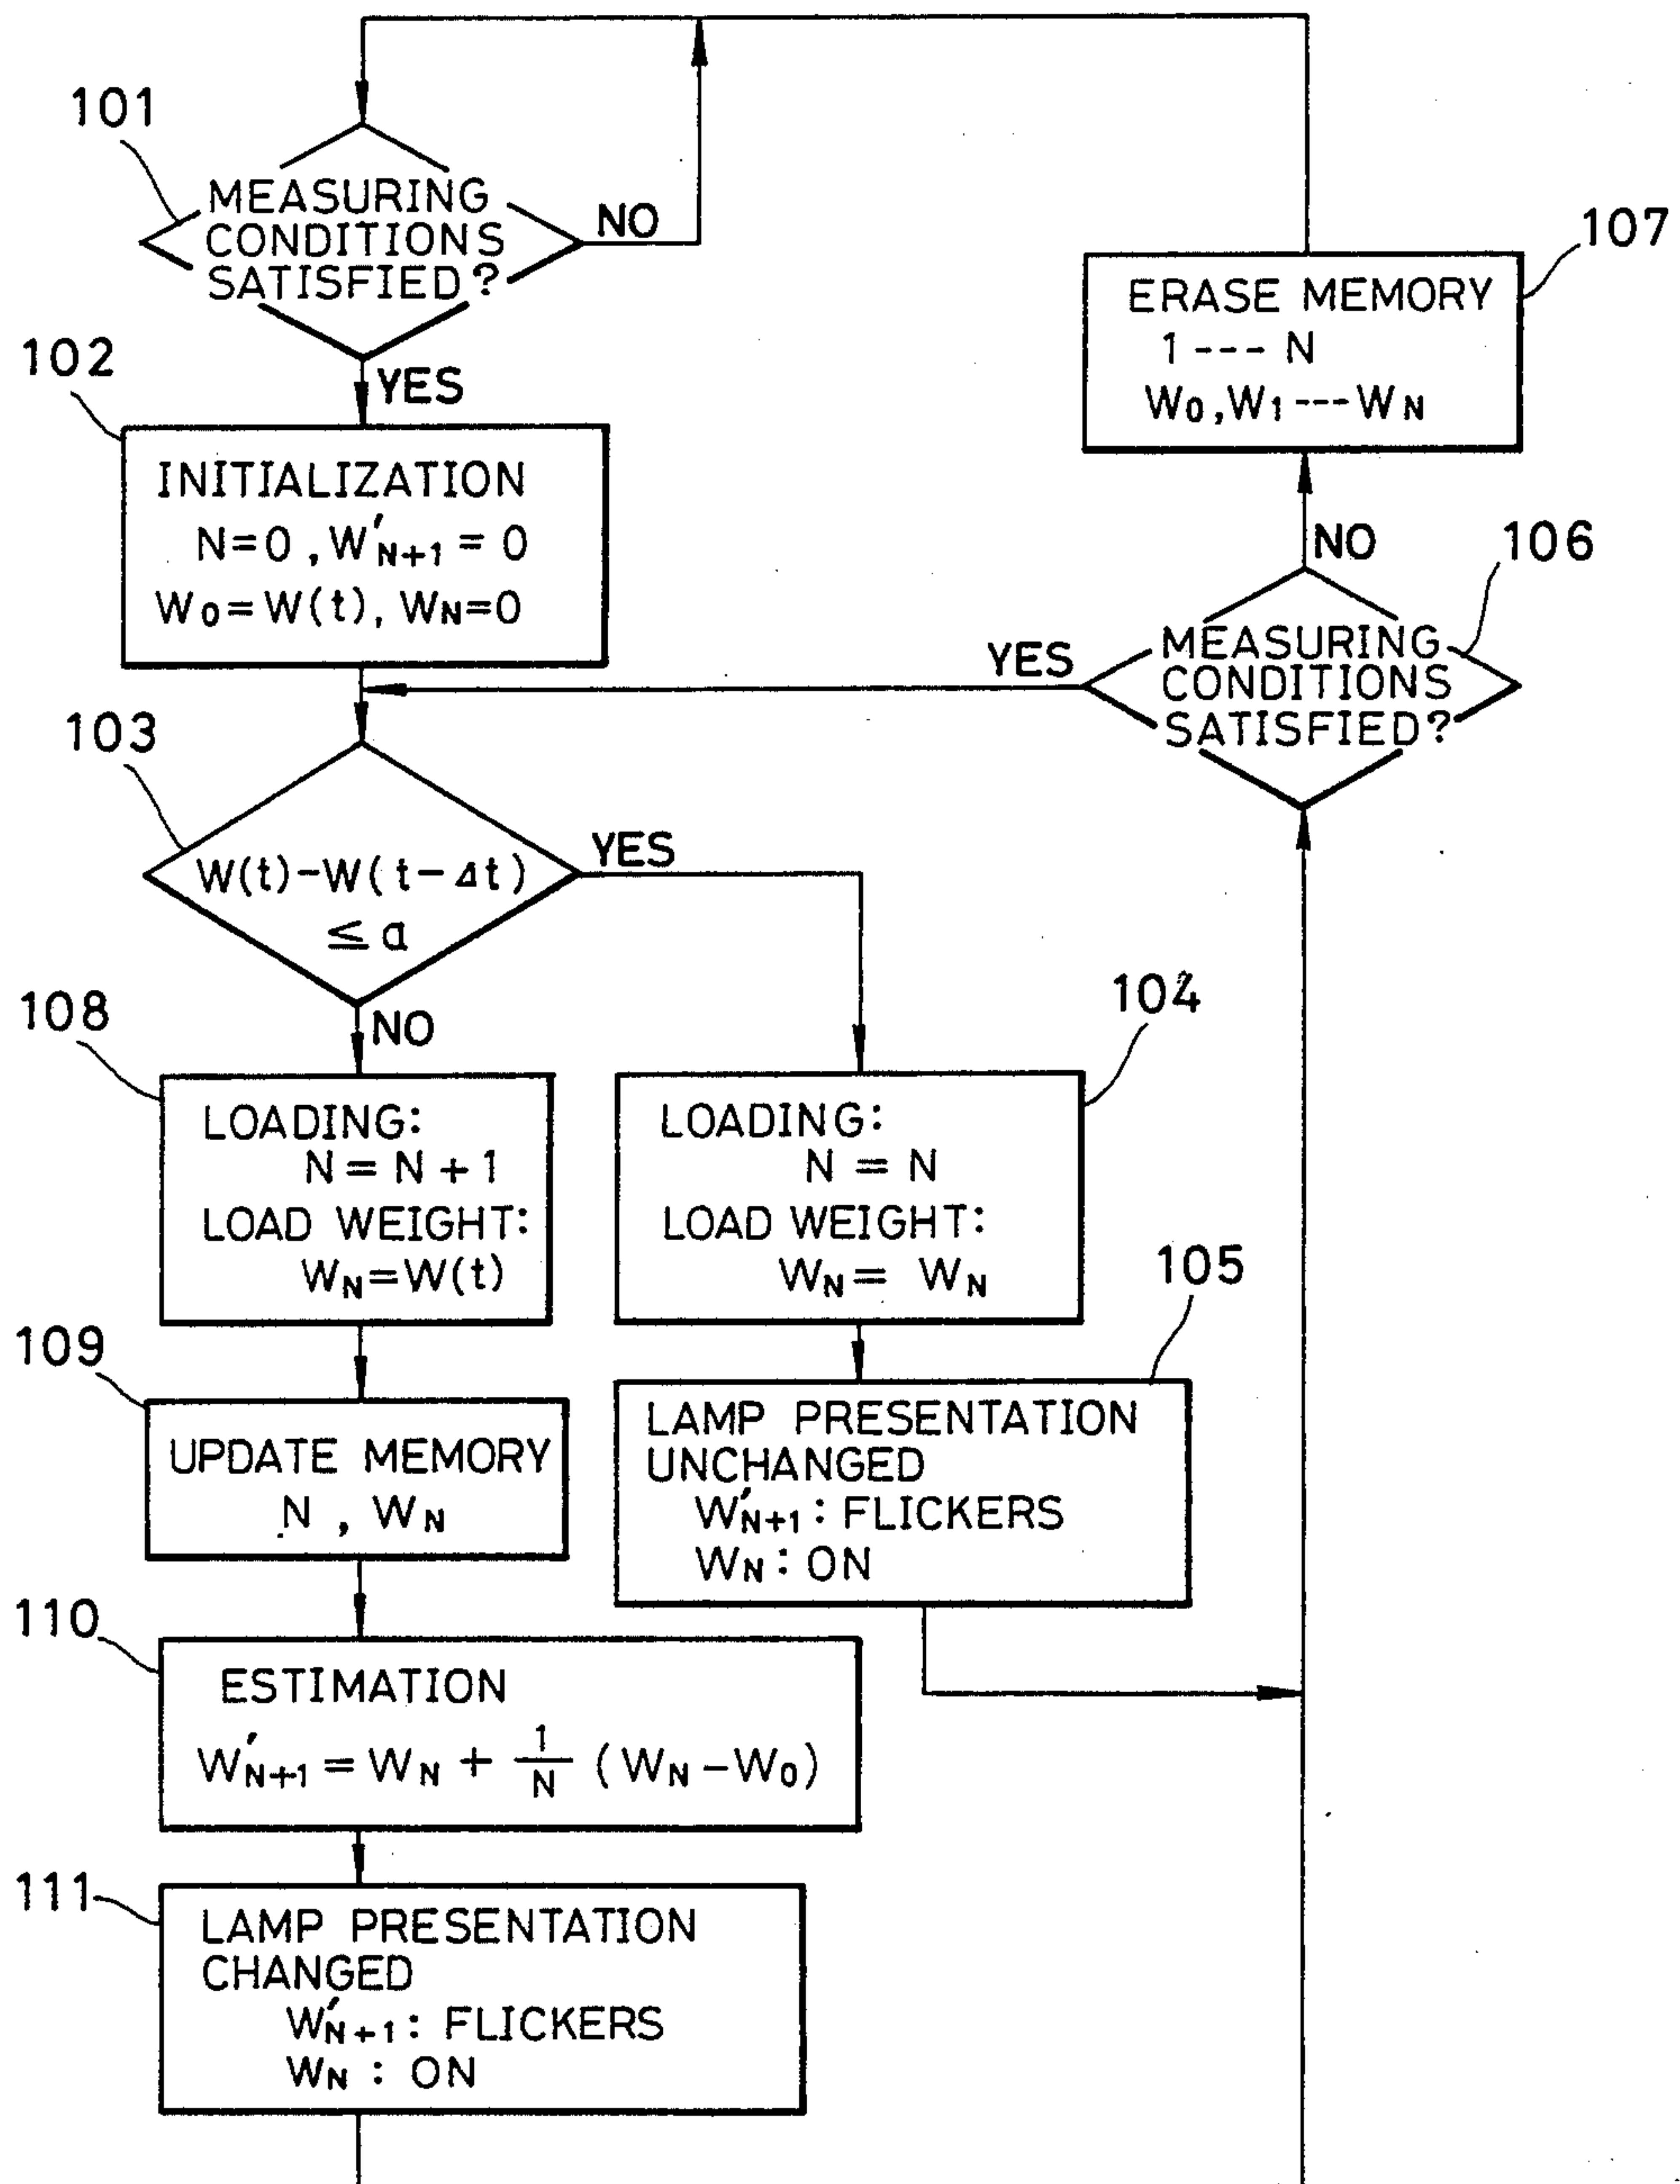 101
MEASURING
CONDITIONS
SATISFIED?
NO
YES
102
INITIALIZATION
N=0 , W'N+1 = 0
W0=W(t), WN=0
103
W(t)-W(t-Δt)
≤ a
YES
NO
108
LOADING:
N = N + 1
LOAD WEIGHT:
WN=W(t)
109
UPDATE MEMORY
N , WN
110
ESTIMATION
W'N+1 = WN + 1/N (WN - W0)
111
LAMP PRESENTATION
CHANGED
W'N+1: FLICKERS
WN : ON
104
LOADING:
N = N
LOAD WEIGHT:
WN = WN
105
LAMP PRESENTATION
UNCHANGED
W'N+1: FLICKERS
WN: ON
106
MEASURING
CONDITIONS
SATISFIED?
YES
NO
107
ERASE MEMORY
1 --- N
W0,W1---WN